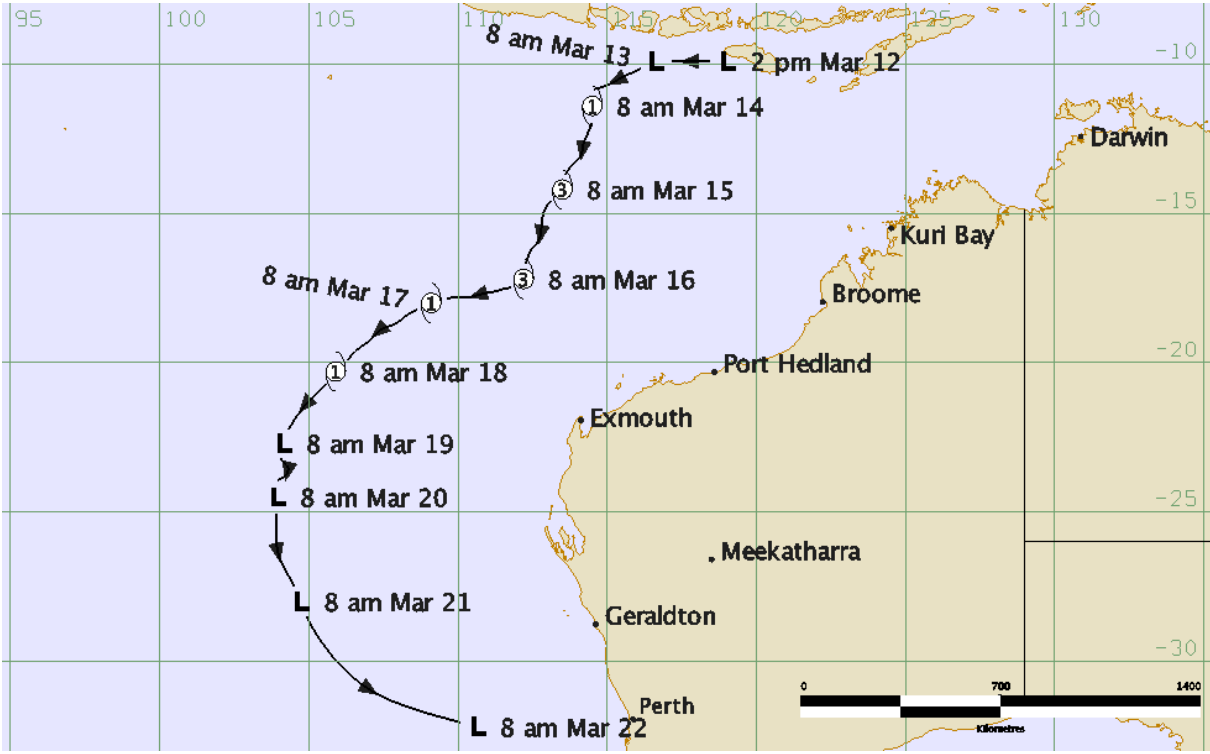 95 100 105 110 115 120 125 130
8 am Mar 13
L
L
2 pm Mar 12
-10
1
8 am Mar 14
Darwin
3
8 am Mar 15
-15
Kuri Bay
3
8 am Mar 16
8 am Mar 17
1
Broome
-20
1
8 am Mar 18
Port Hedland
Exmouth
L
8 am Mar 19
L
8 am Mar 20
-25
Meekatharra
L
8 am Mar 21
Geraldton
-30
0 700 1400
Kilometres
Perth
L
8 am Mar 22